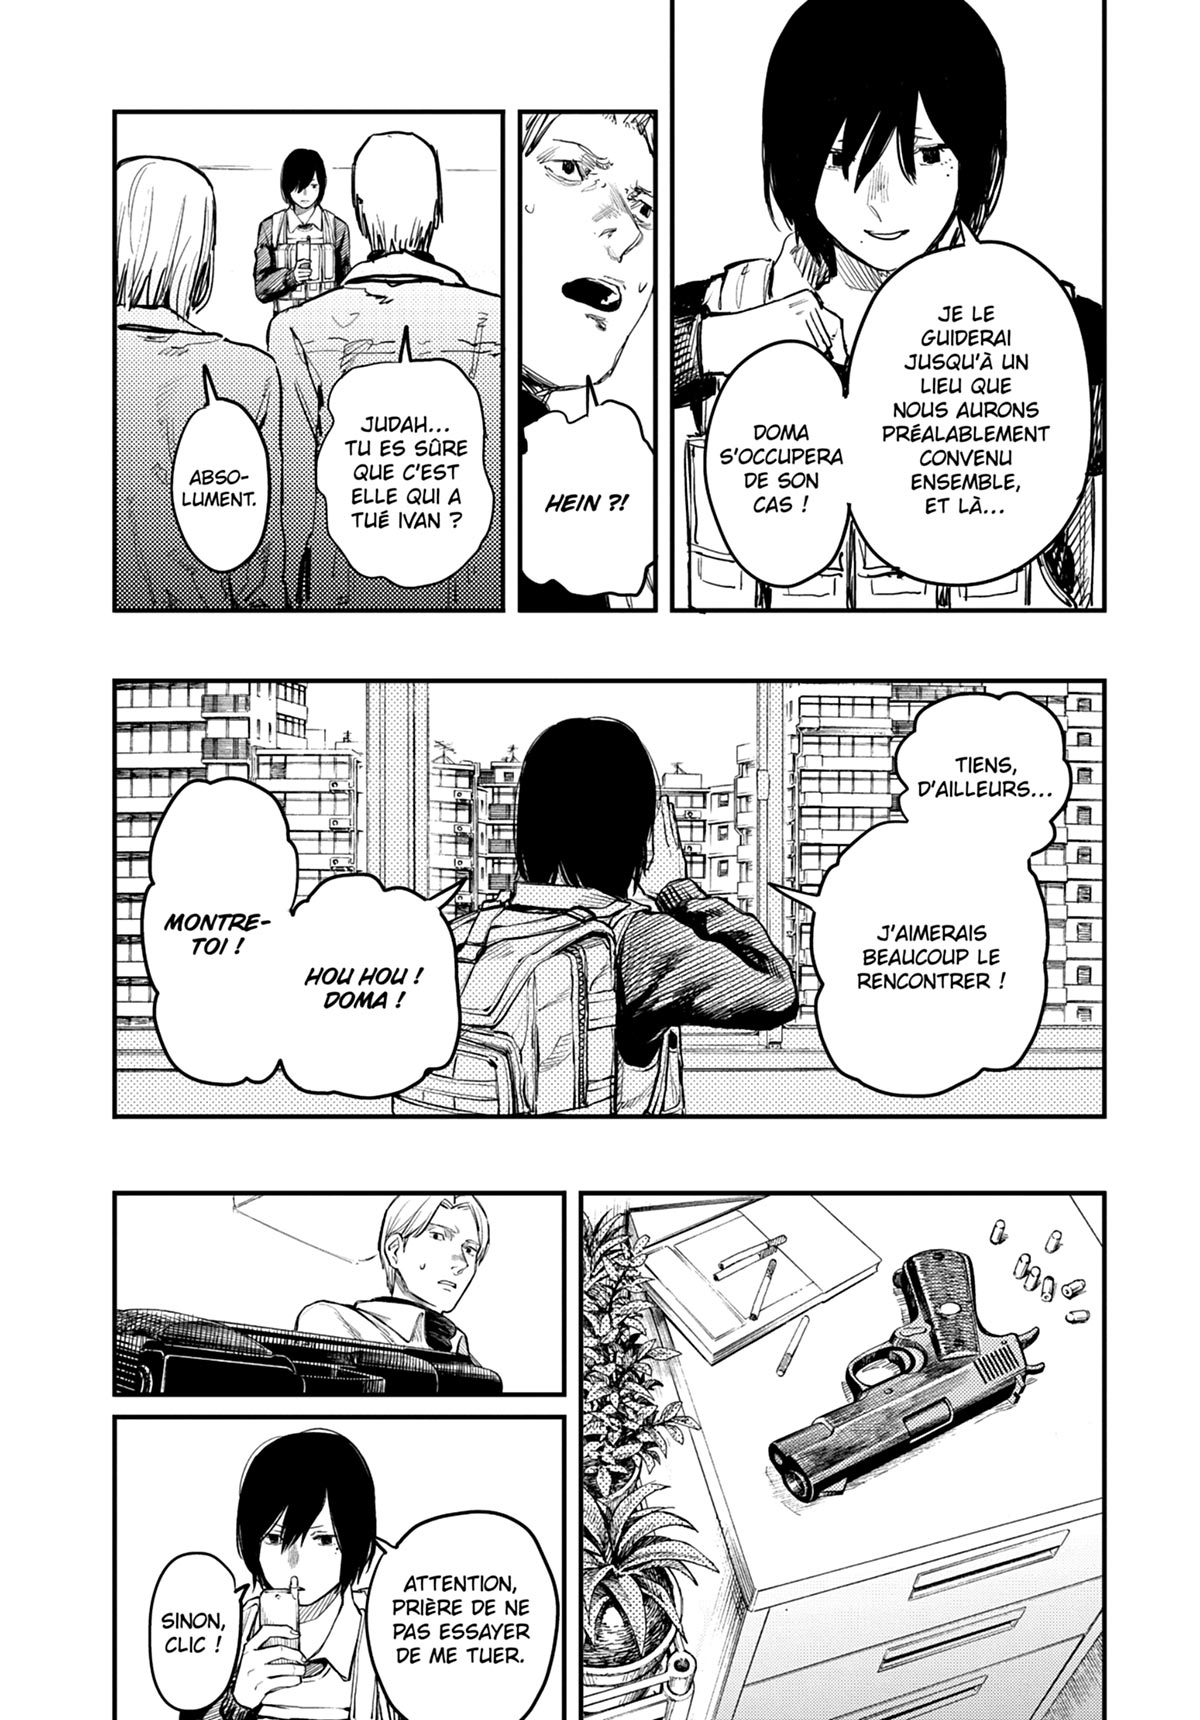 JE LE
GUIDERAI
JUSQU'À UN
LIEU QUE
NOUS AURONS
PRÉALABLEMENT
CONVENU
ENSEMBLE,
ET LÀ...
DOMA
S'OCCUPERA
DE SON
CAS !
HEIN ?!
JUDAH...
TU ES SÛRE
QUE C'EST
ELLE QUI A
TUÉ IVAN ?
ABSO-
LUMENT.
TIENS,
D'AILLEURS...
J'AIMERAIS
BEAUCOUP LE
RENCONTRER !
HOU HOU !
DOMA !
MONTRE-
TOI !
ATTENTION,
PRIÈRE DE NE
PAS ESSAYER
DE ME TUER.
SINON,
CLIC !